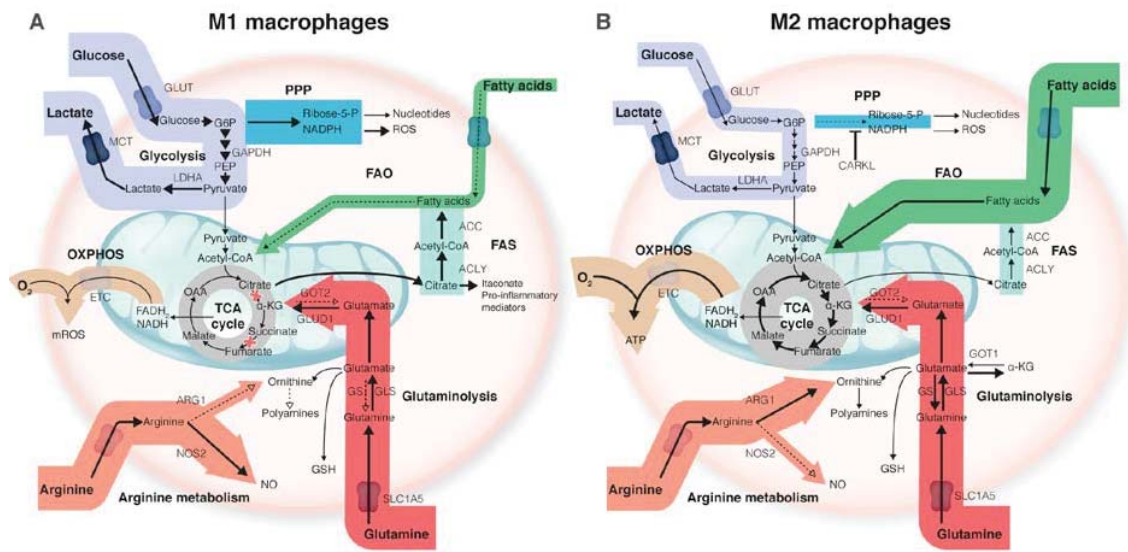 A
M1 macrophages
Glucose
GLUT
Lactate
MCT
Glucose
G6P
Glycolysis
GAPDH
PEP
LDHA
Lactate
Pyruvate
PPP
Ribose-5-P
NADPH
Nucleotides
ROS
Fatty acids
FAO
Fatty acids
ACC
Acetyl-CoA
FAS
ACLY
Citrate
Itaconate
Pro-inflammatory
mediators
Pyruvate
Acetyl-CoA
OXPHOS
O2
ETC
mROS
FADH2
NADH
OAA
Citrate
α-KG
TCA
cycle
Succinate
Fumarate
Malate
GOT2
Glutamate
GLUD1
Glutamate
GS
GLS
Glutamine
Glutaminolysis
Ornithine
Polyamines
GSH
ARG1
Arginine
NOS2
NO
Arginine
Arginine metabolism
SLC1A5
Glutamine
B
M2 macrophages
Glucose
GLUT
Lactate
MCT
Glucose
G6P
Glycolysis
GAPDH
PEP
LDHA
Lactate
Pyruvate
PPP
Ribose-5-P
NADPH
Nucleotides
ROS
CARKL
Fatty acids
FAO
Fatty acids
ACC
Acetyl-CoA
FAS
ACLY
Citrate
Pyruvate
Acetyl-CoA
OXPHOS
O2
ETC
ATP
FADH2
NADH
OAA
Citrate
α-KG
TCA
cycle
Succinate
Fumarate
Malate
GOT2
Glutamate
GLUD1
GOT1
Glutamate
α-KG
GS
GLS
Glutamine
Glutaminolysis
Ornithine
Polyamines
GSH
ARG1
Arginine
NOS2
NO
Arginine
Arginine metabolism
SLC1A5
Glutamine